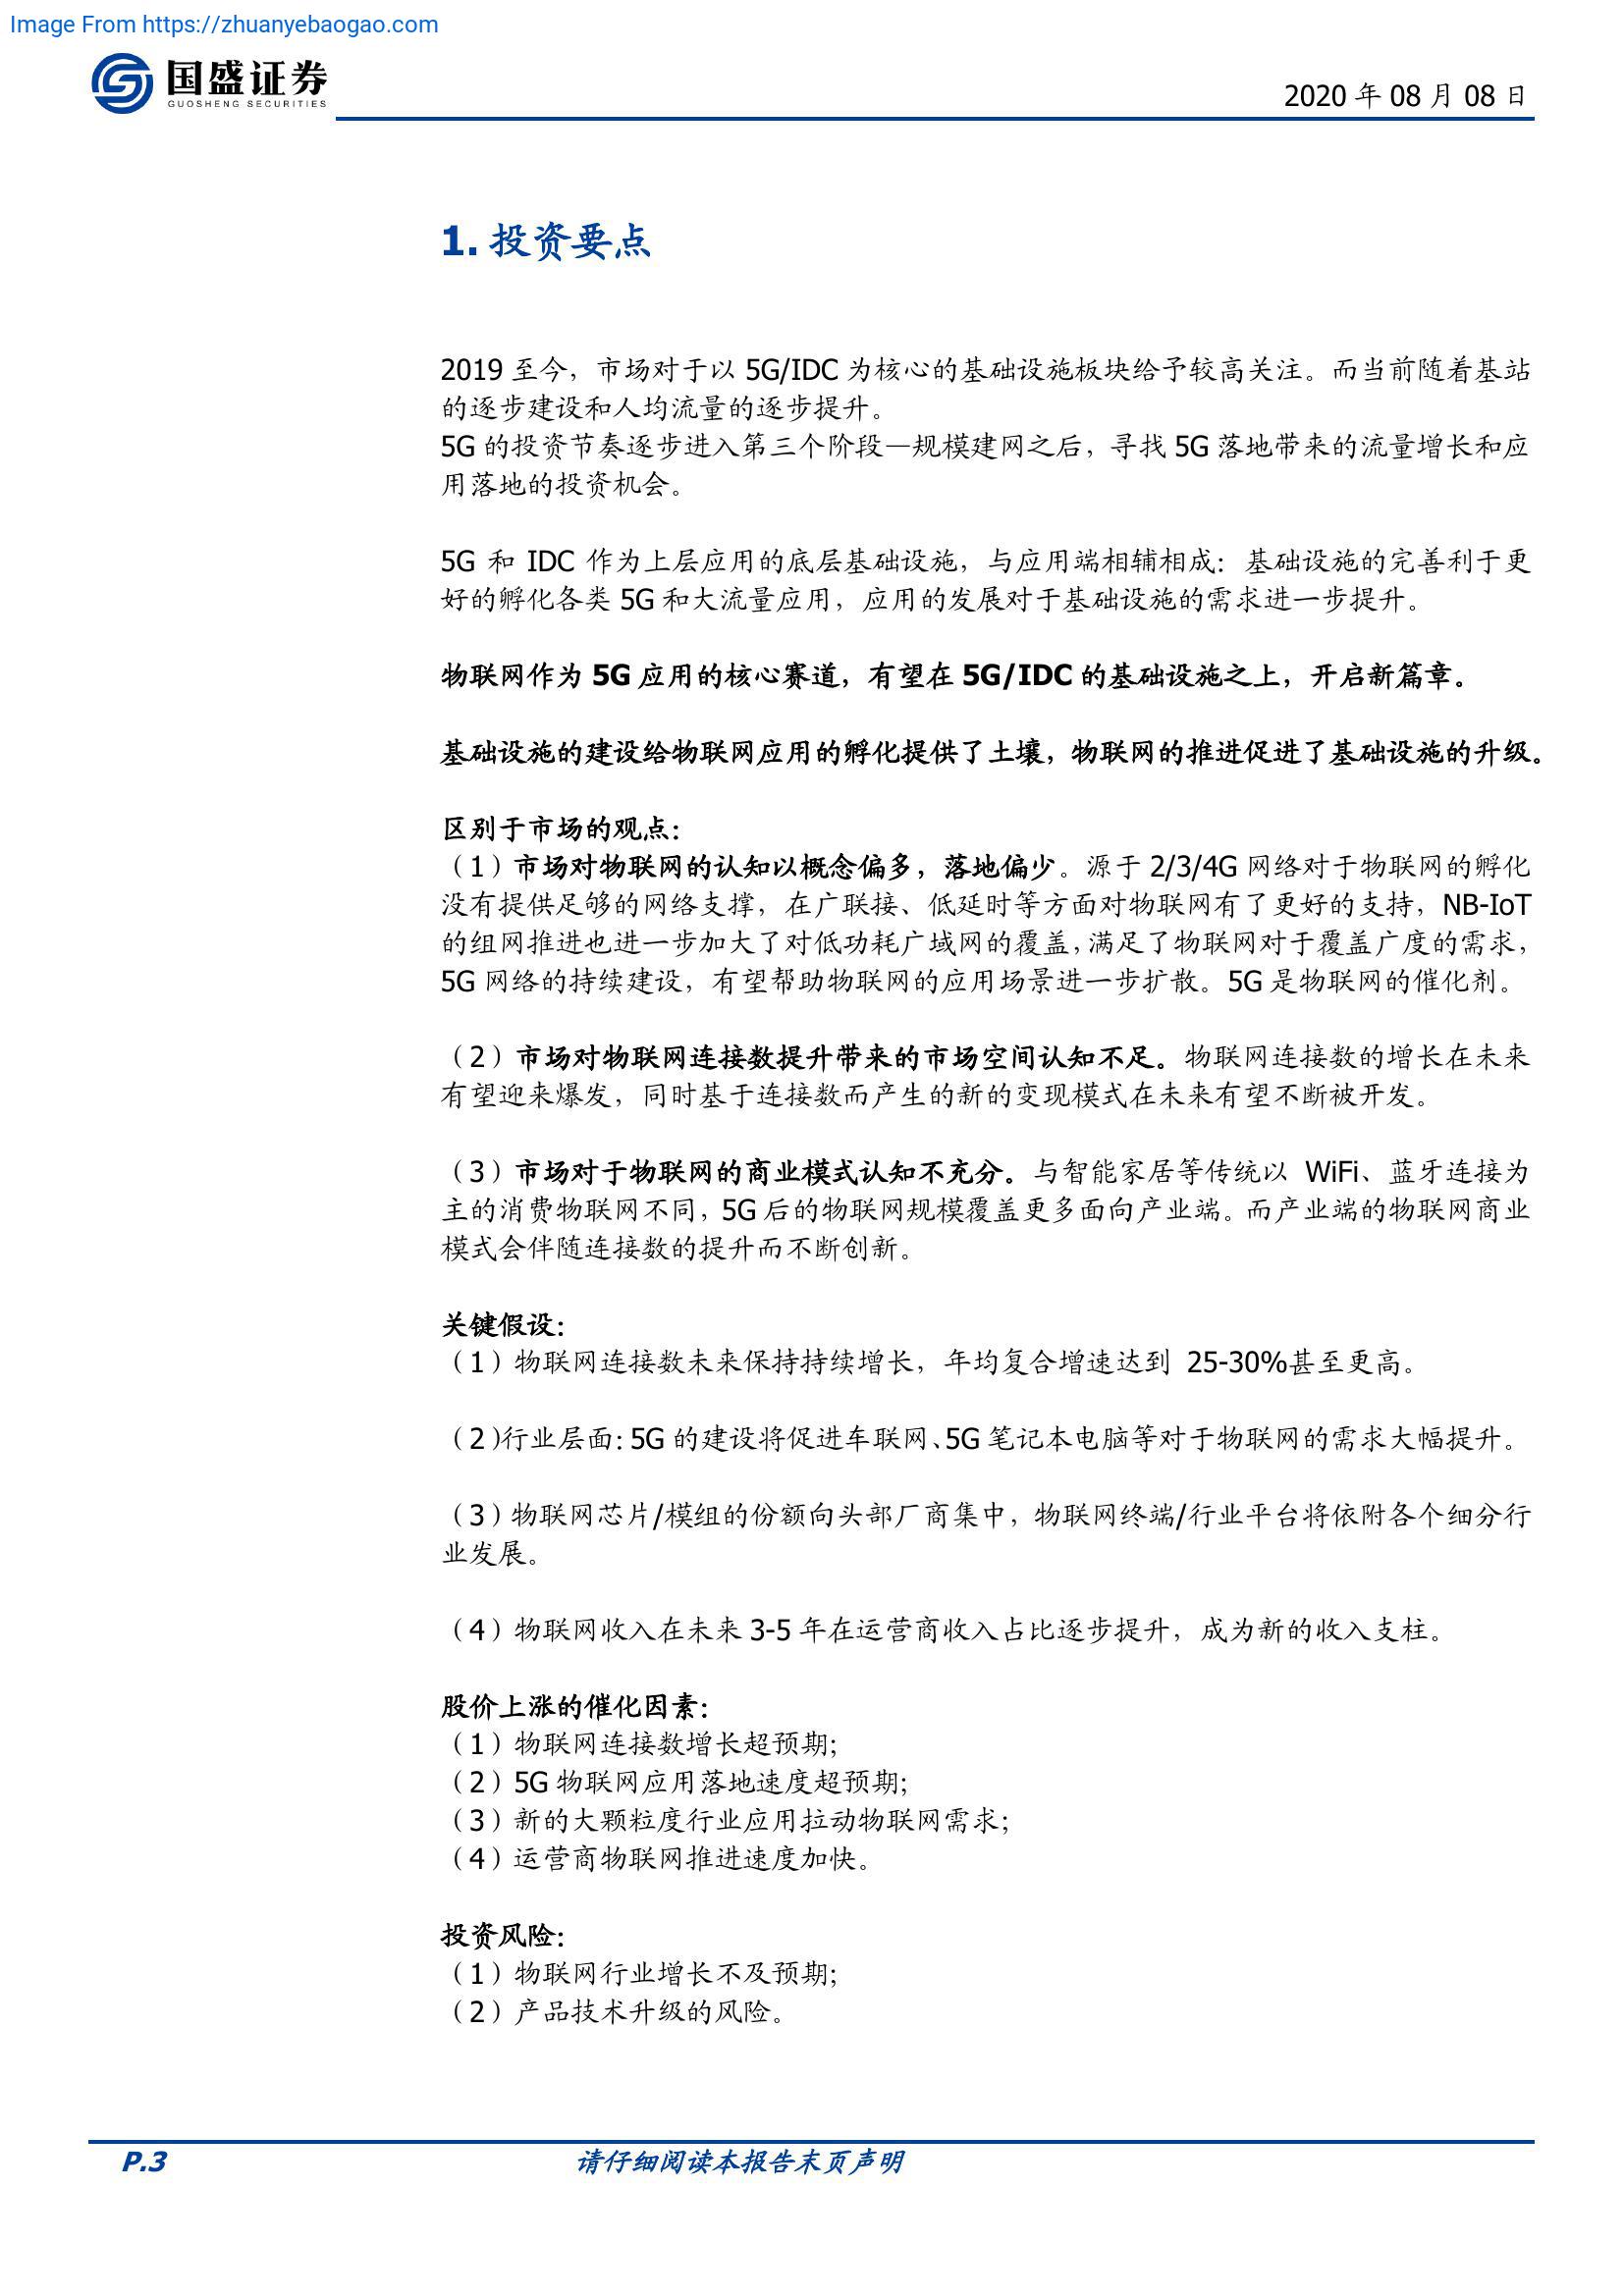 Image From https://zhuanyebaogao.com
国盛证券
GUOSHENG SECURITIES
2020 年 08 月 08 日
1. 投资要点
2019 至今，市场对于以 5G/IDC 为核心的基础设施板块给予较高关注。而当前随着基站
的逐步建设和人均流量的逐步提升。
5G 的投资节奏逐步进入第三个阶段—规模建网之后，寻找 5G 落地带来的流量增长和应
用落地的投资机会。
5G 和 IDC 作为上层应用的底层基础设施，与应用端相辅相成：基础设施的完善利于更
好的孵化各类 5G 和大流量应用，应用的发展对于基础设施的需求进一步提升。
物联网作为 5G 应用的核心赛道，有望在 5G/IDC 的基础设施之上，开启新篇章。
基础设施的建设给物联网应用的孵化提供了土壤，物联网的推进促进了基础设施的升级。
区别于市场的观点：
（1）市场对物联网的认知以概念偏多，落地偏少。源于 2/3/4G 网络对于物联网的孵化
没有提供足够的网络支撑，在广联接、低延时等方面对物联网有了更好的支持，NB-IoT
的组网推进也进一步加大了对低功耗广域网的覆盖，满足了物联网对于覆盖广度的需求，
5G 网络的持续建设，有望帮助物联网的应用场景进一步扩散。5G 是物联网的催化剂。
（2）市场对物联网连接数提升带来的市场空间认知不足。物联网连接数的增长在未来
有望迎来爆发，同时基于连接数而产生的新的变现模式在未来有望不断被开发。
（3）市场对于物联网的商业模式认知不充分。与智能家居等传统以 WiFi、蓝牙连接为
主的消费物联网不同，5G 后的物联网规模覆盖更多面向产业端。而产业端的物联网商业
模式会伴随连接数的提升而不断创新。
关键假设：
（1）物联网连接数未来保持持续增长，年均复合增速达到 25-30%甚至更高。
（2）行业层面：5G 的建设将促进车联网、5G 笔记本电脑等对于物联网的需求大幅提升。
（3）物联网芯片/模组的份额向头部厂商集中，物联网终端/行业平台将依附各个细分行
业发展。
（4）物联网收入在未来 3-5 年在运营商收入占比逐步提升，成为新的收入支柱。
股价上涨的催化因素：
（1）物联网连接数增长超预期；
（2）5G 物联网应用落地速度超预期；
（3）新的大颗粒度行业应用拉动物联网需求；
（4）运营商物联网推进速度加快。
投资风险：
（1）物联网行业增长不及预期；
（2）产品技术升级的风险。
P.3
请仔细阅读本报告末页声明